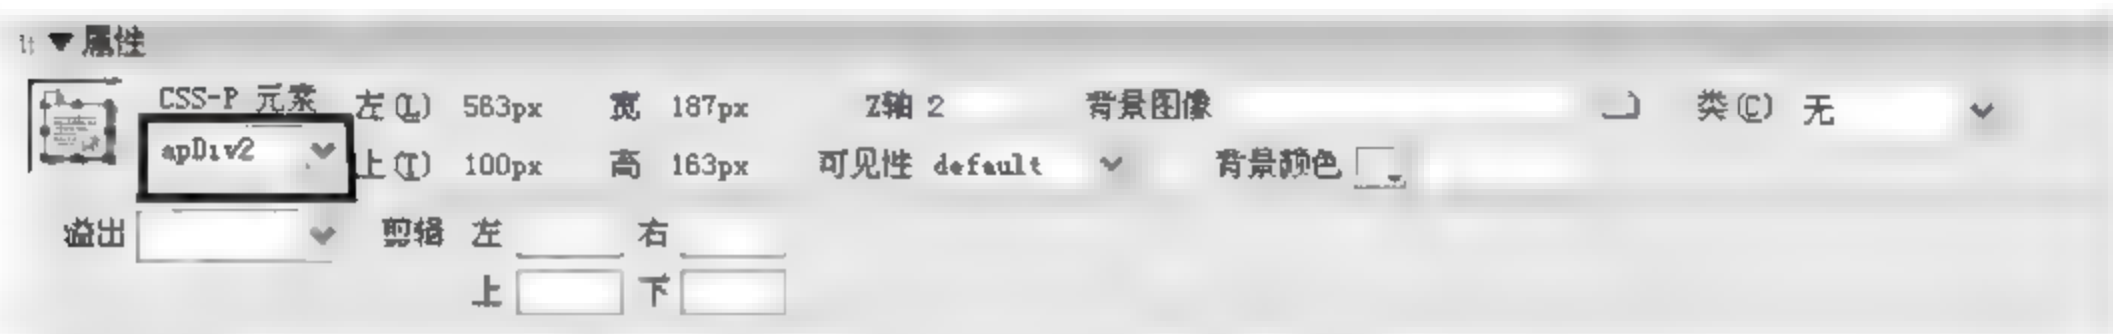 属性
CSS-P 元素 左(L) 563px 宽 187px Z轴 2 背景图像 类(C) 无
apDiv2 上(T) 100px 高 163px 可见性 default 背景颜色
溢出 剪辑 左 右
上 下